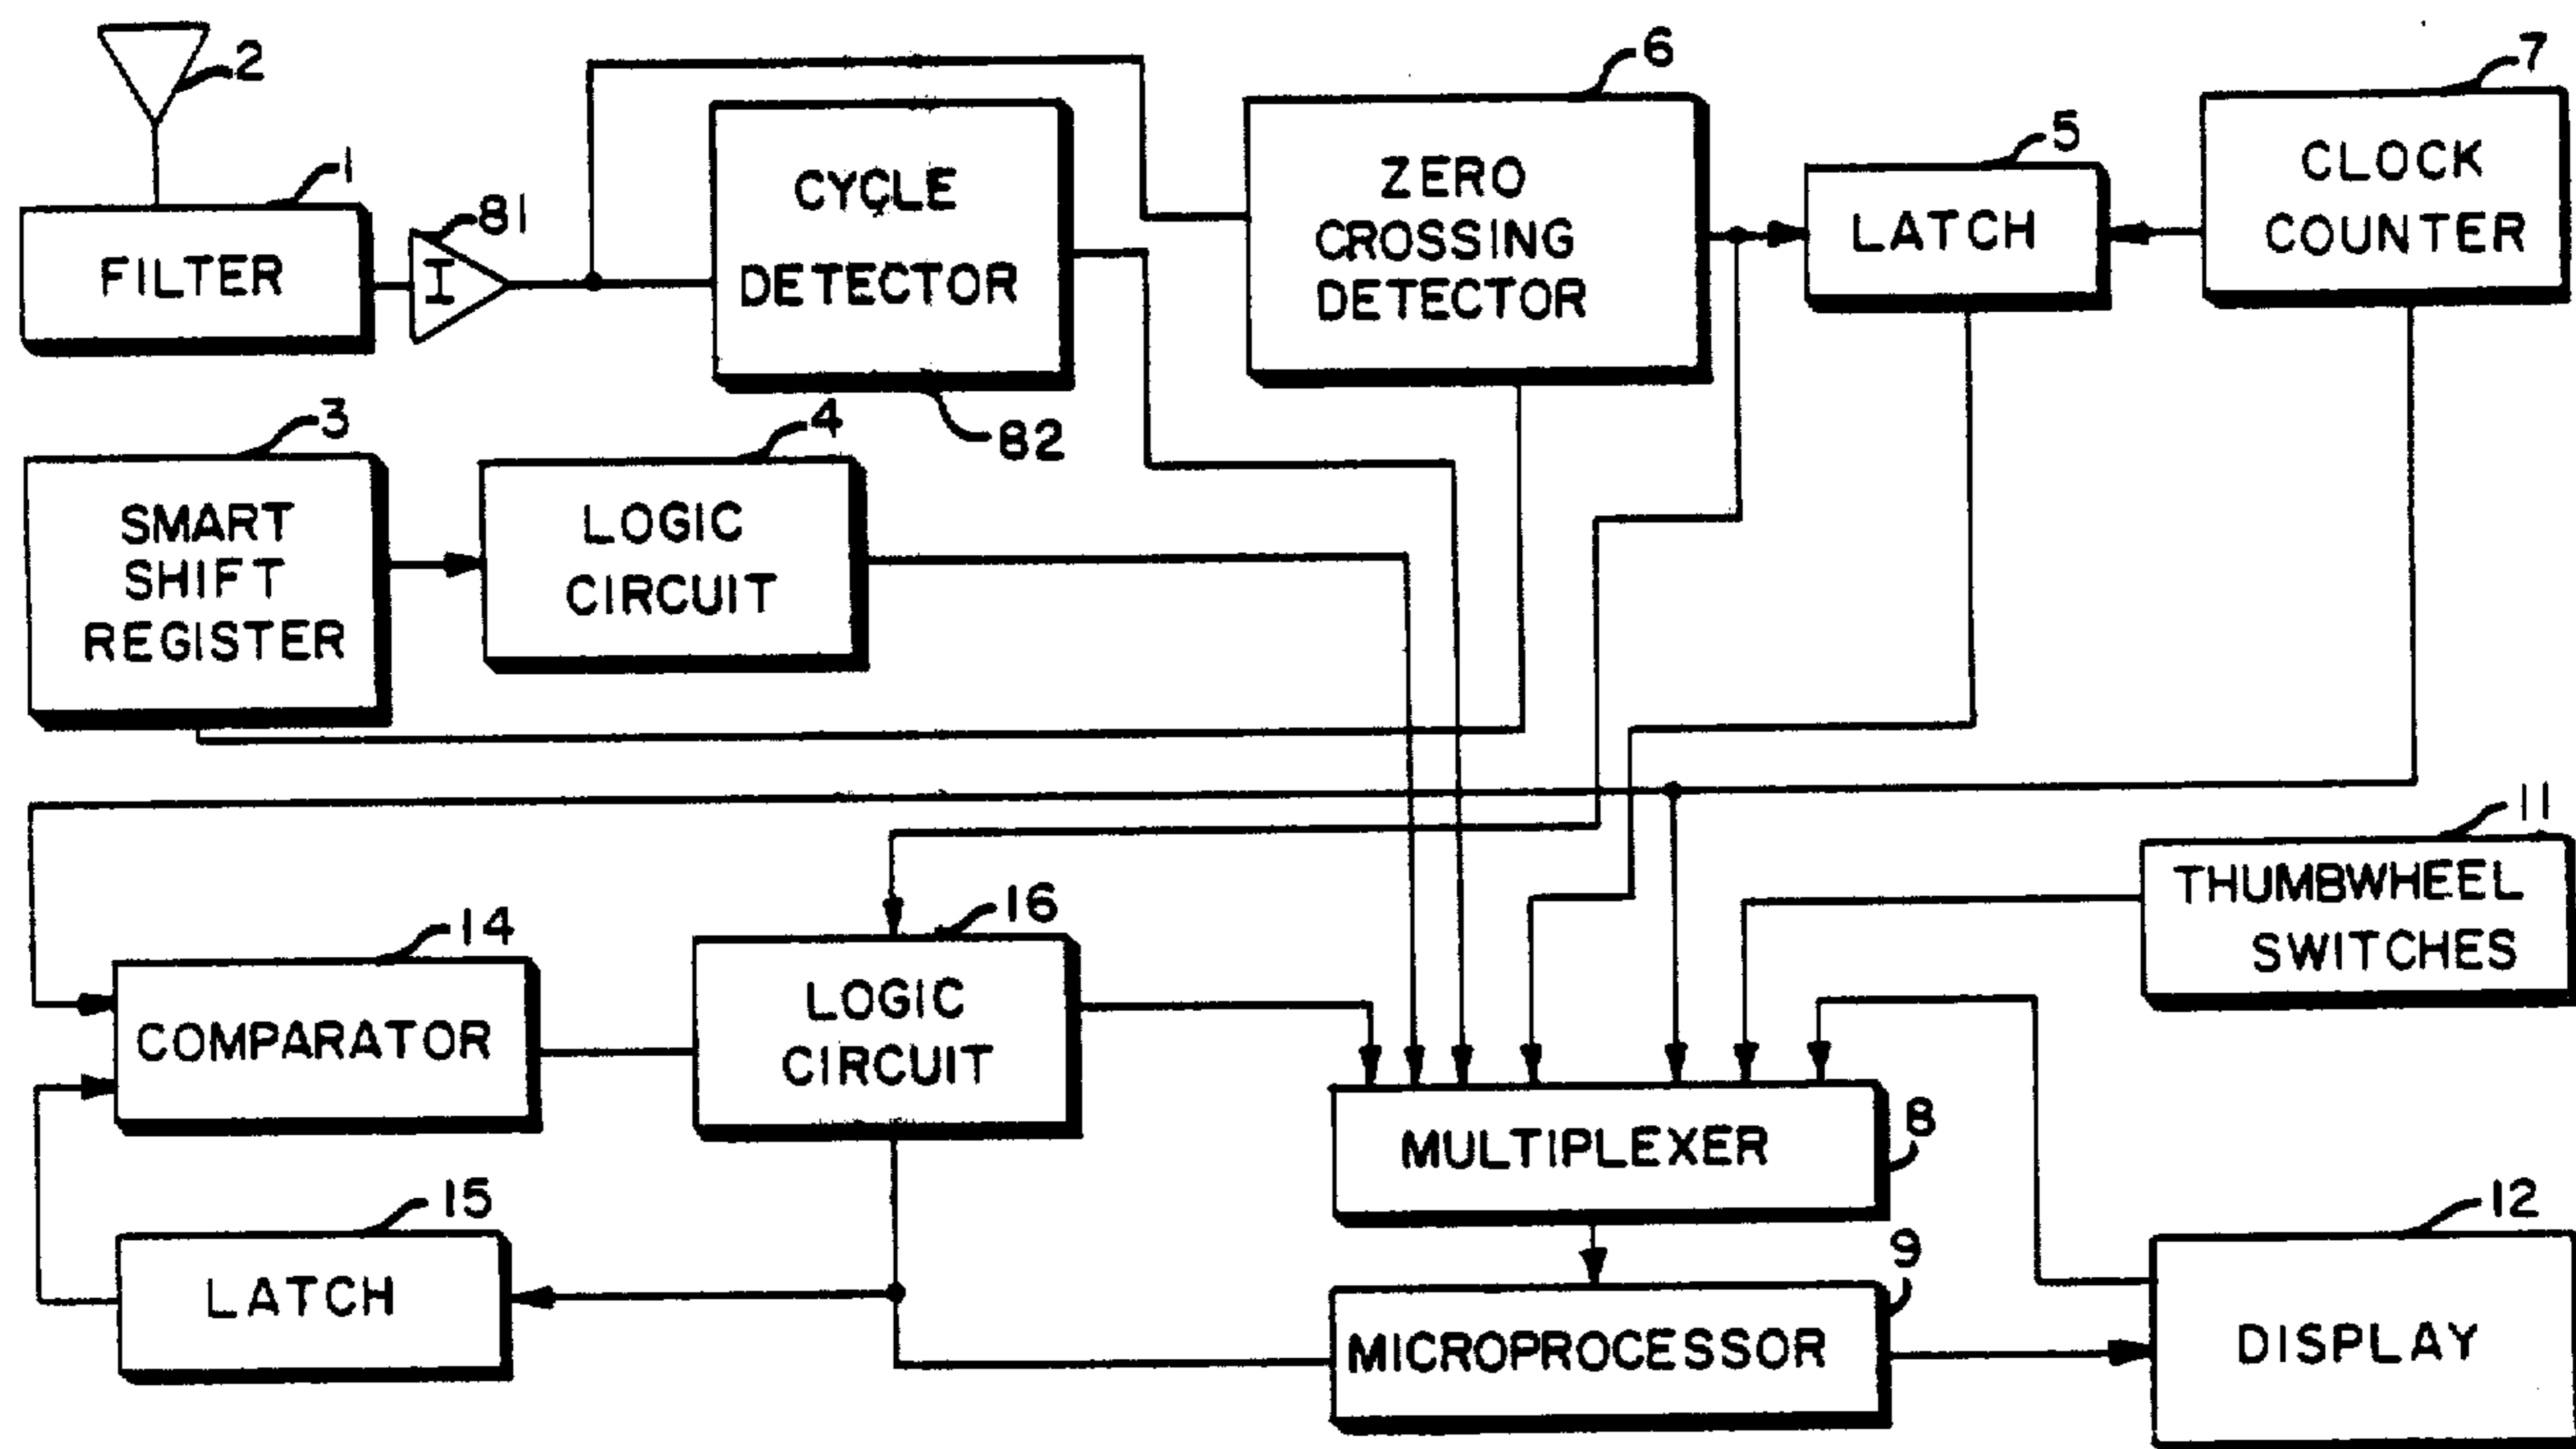 2
1
FILTER
81
I
CYCLE
DETECTOR
82
6
ZERO
CROSSING
DETECTOR
5
LATCH
7
CLOCK
COUNTER
3
SMART
SHIFT
REGISTER
4
LOGIC
CIRCUIT
11
THUMBWHEEL
SWITCHES
14
COMPARATOR
16
LOGIC
CIRCUIT
8
MULTIPLEXER
15
LATCH
9
MICROPROCESSOR
12
DISPLAY